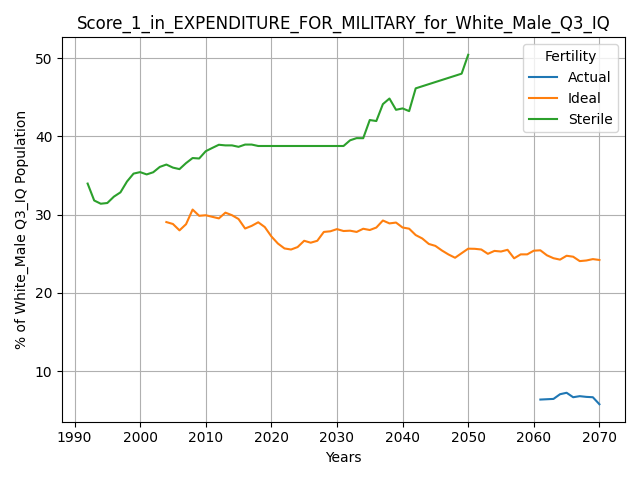 Score_1_in_EXPENDITURE_FOR_MILITARY_for_White_Male_Q3_IQ
% of White_Male Q3_IQ Population
50
40
30
20
10
Fertility
Actual
Ideal
Sterile
1990 2000 2010 2020 2030 2040 2050 2060 2070
Years